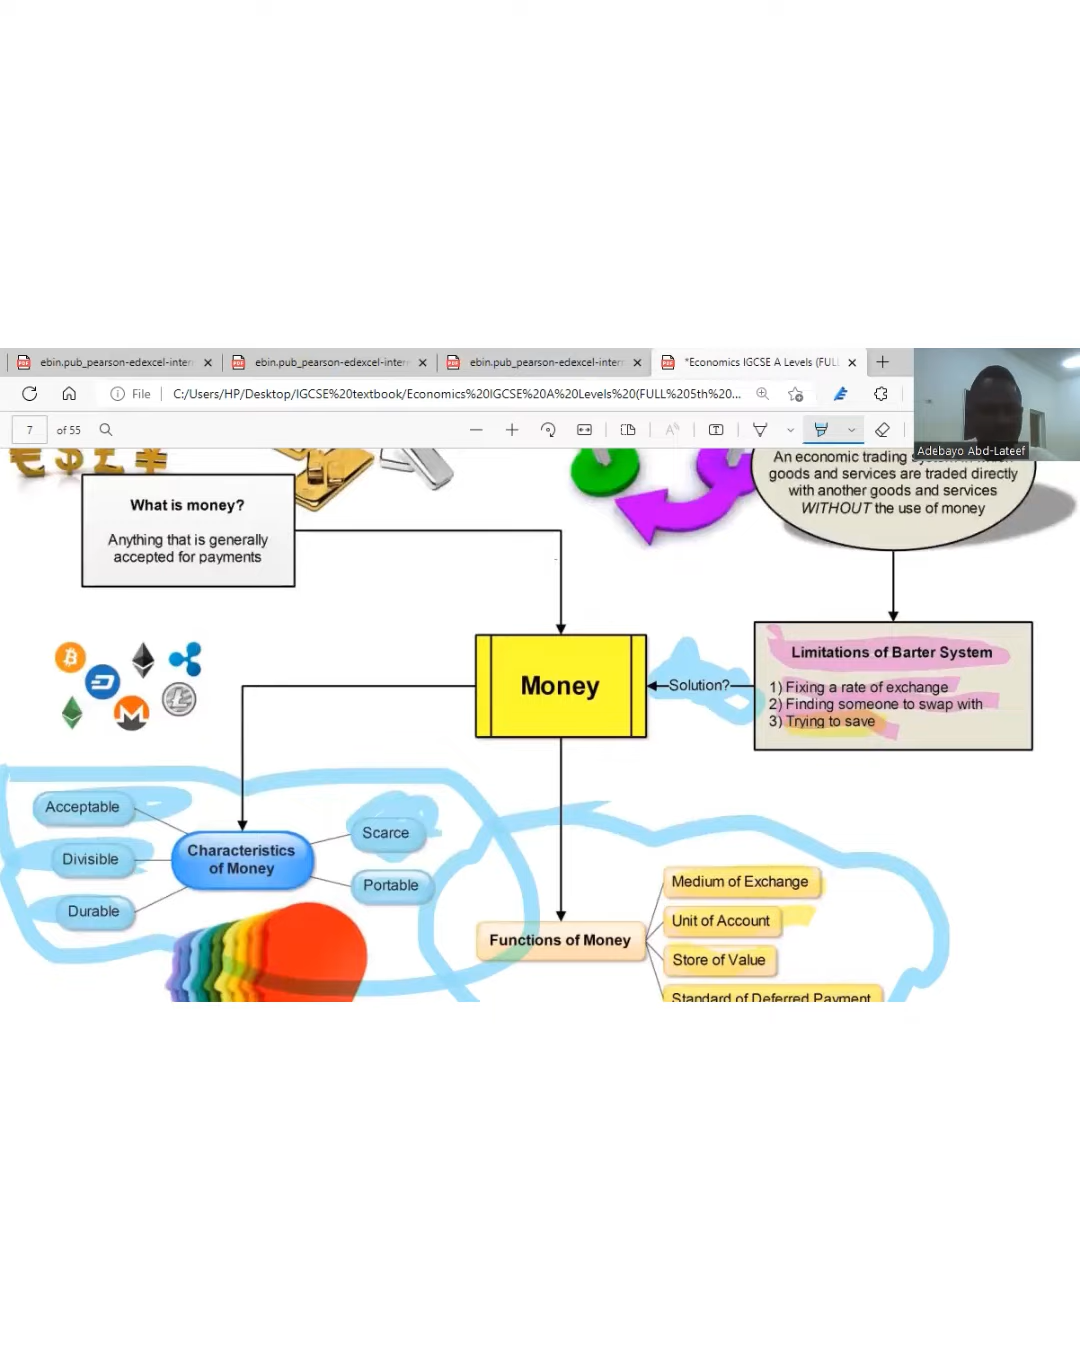 ebin.pub_pearson-edexcel-inter
ebin.pub_pearson-edexcel-inter
ebin.pub_pearson-edexcel-inter
*Economics IGCSE A Levels (FULL
File
C:/Users/HP/Desktop/IGCSE%20textbook/Economics%20IGCSE%20A%20Levels%20(FULL%205th%20...
7 of 55
Adebayo Abd-Lateef
An economic trading
goods and services are traded directly
with another goods and services
WITHOUT the use of money
What is money?
Anything that is generally
accepted for payments
Money
Solution?
Limitations of Barter System
1) Fixing a rate of exchange
2) Finding someone to swap with
3) Trying to save
Acceptable
Divisible
Durable
Characteristics
of Money
Scarce
Portable
Functions of Money
Medium of Exchange
Unit of Account
Store of Value
Standard of Deferred Payment